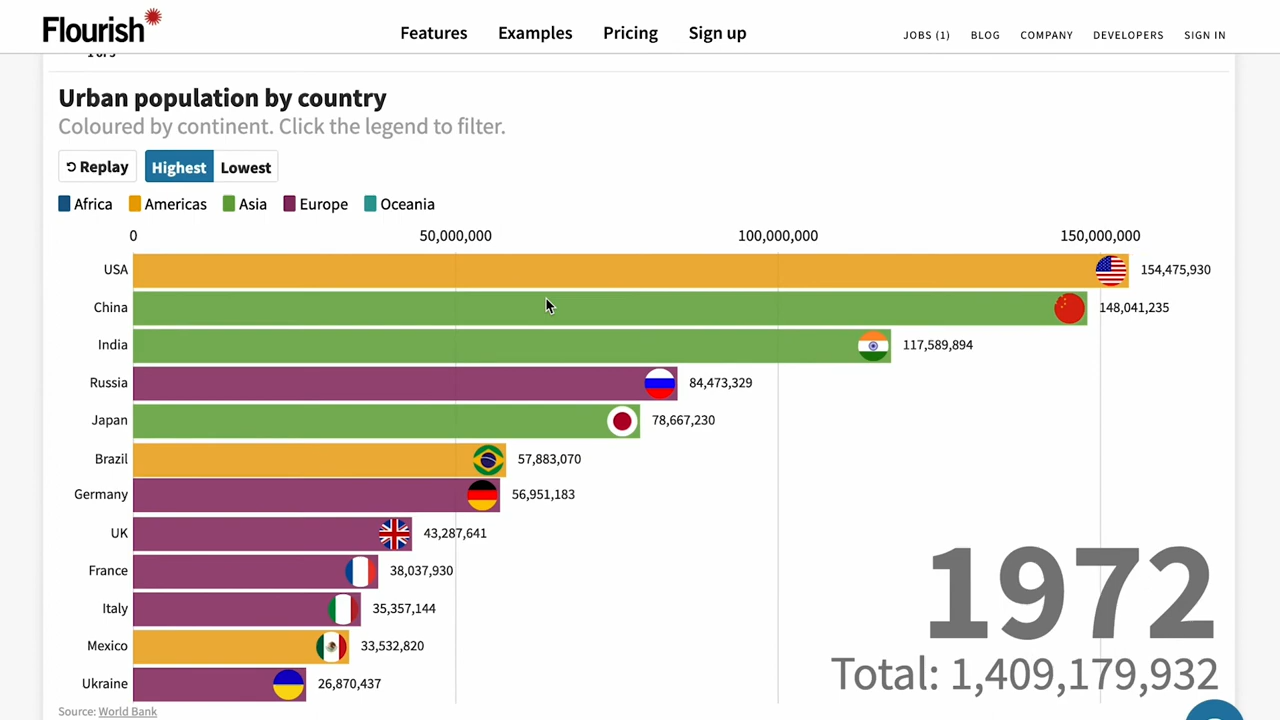 Flourish
Features Examples Pricing Sign up
JOBS (1) BLOG COMPANY DEVELOPERS SIGN IN
Urban population by country
Coloured by continent. Click the legend to filter.
Replay Highest Lowest
Africa Americas Asia Europe Oceania
0 50,000,000 100,000,000 150,000,000
USA 154,475,930
China 148,041,235
India 117,589,894
Russia 84,473,329
Japan 78,667,230
Brazil 57,883,070
Germany 56,951,183
UK 43,287,641
France 38,037,930
Italy 35,357,144
Mexico 33,532,820
Ukraine 26,870,437
1972
Total: 1,409,179,932
Source: World Bank